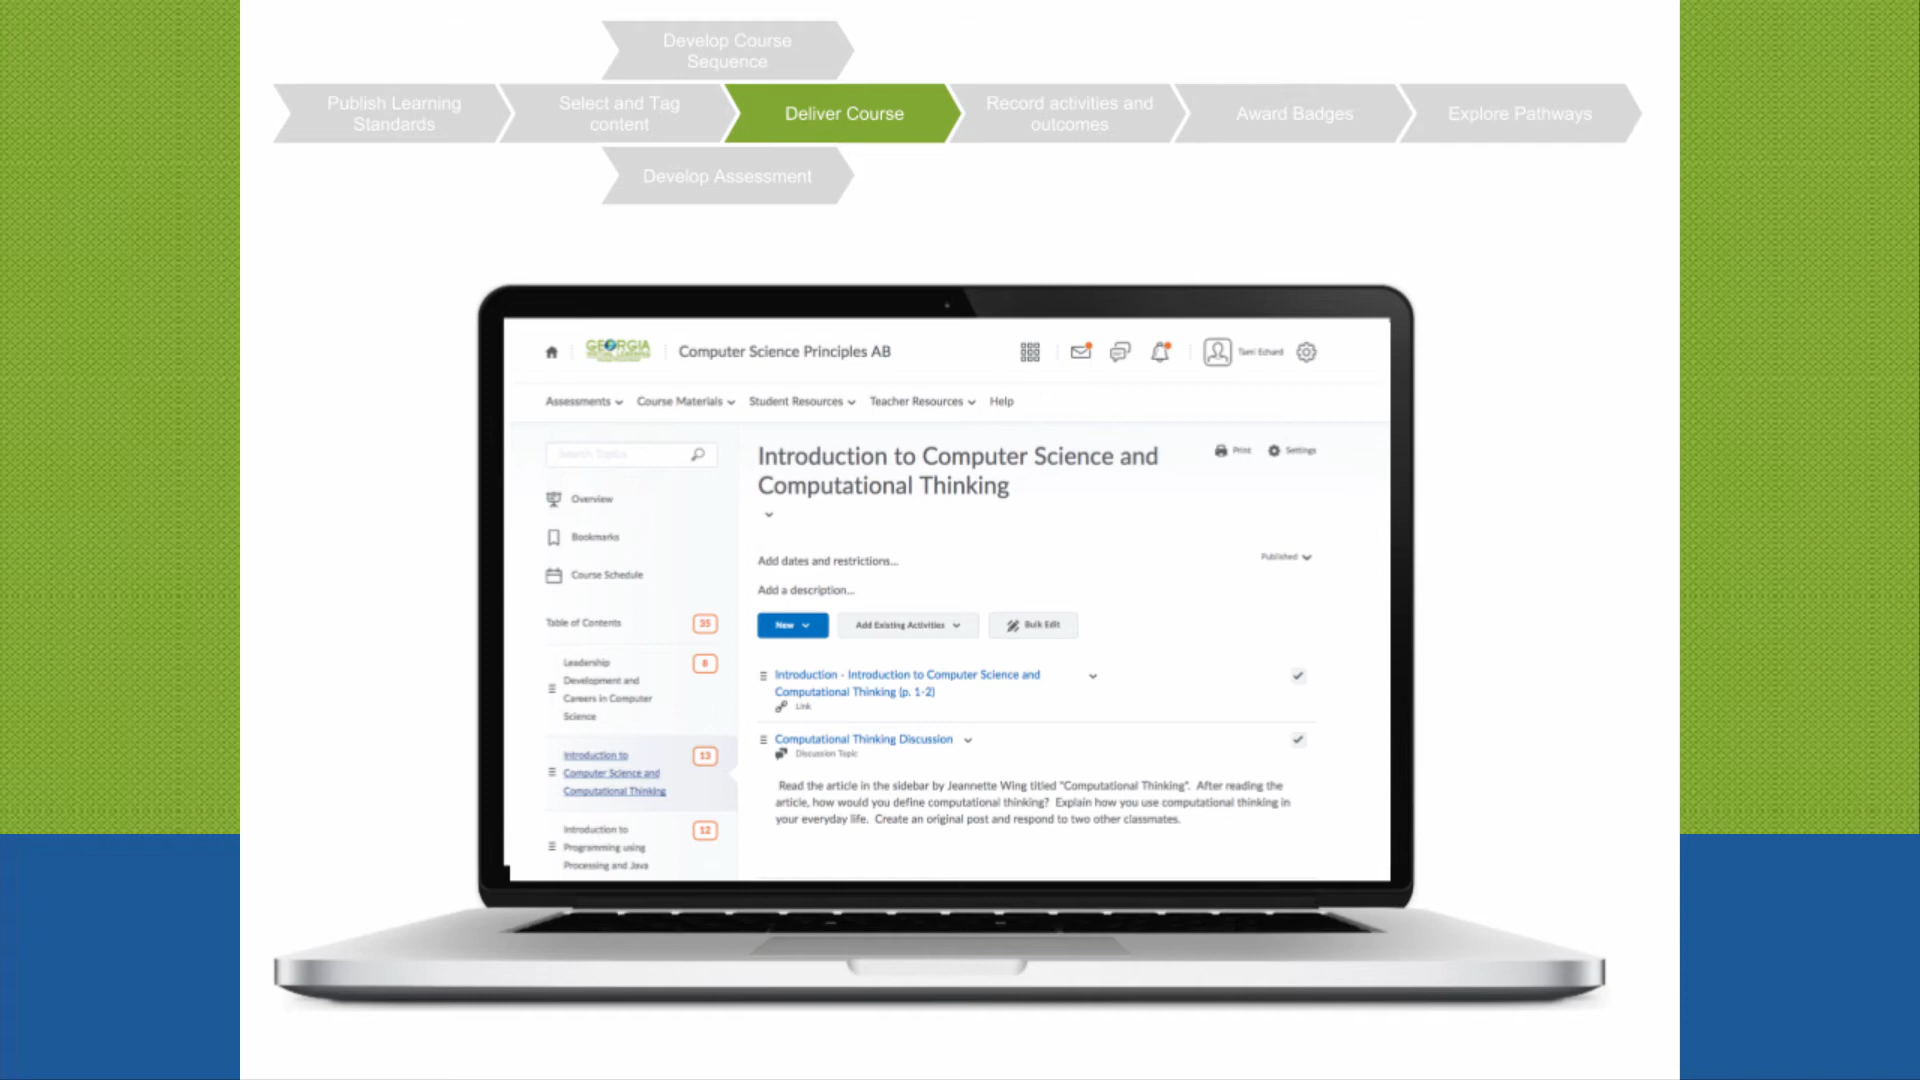 Develop Course
Sequence
Publish Learning
Standards
Select and Tag
content
Deliver Course
Record activities and
outcomes
Award Badges
Explore Pathways
Develop Assessment
GEORGIA
Computer Science Principles AB
Tami Echard
Assessments
Course Materials
Student Resources
Teacher Resources
Help
Search Topics
Overview
Bookmarks
Course Schedule
Table of Contents
35
Leadership
Development and
Careers in Computer
Science
8
Introduction to
Computer Science and
Computational Thinking
13
Introduction to
Programming using
Processing and Java
12
Introduction to Computer Science and
Computational Thinking
Print
Settings
Add dates and restrictions...
Published
Add a description...
New
Add Existing Activities
Bulk Edit
Introduction - Introduction to Computer Science and
Computational Thinking (p. 1-2)
Link
Computational Thinking Discussion
Discussion Topic
Read the article in the sidebar by Jeannette Wing titled "Computational Thinking". After reading the
article, how would you define computational thinking? Explain how you use computational thinking in
your everyday life. Create an original post and respond to two other classmates.